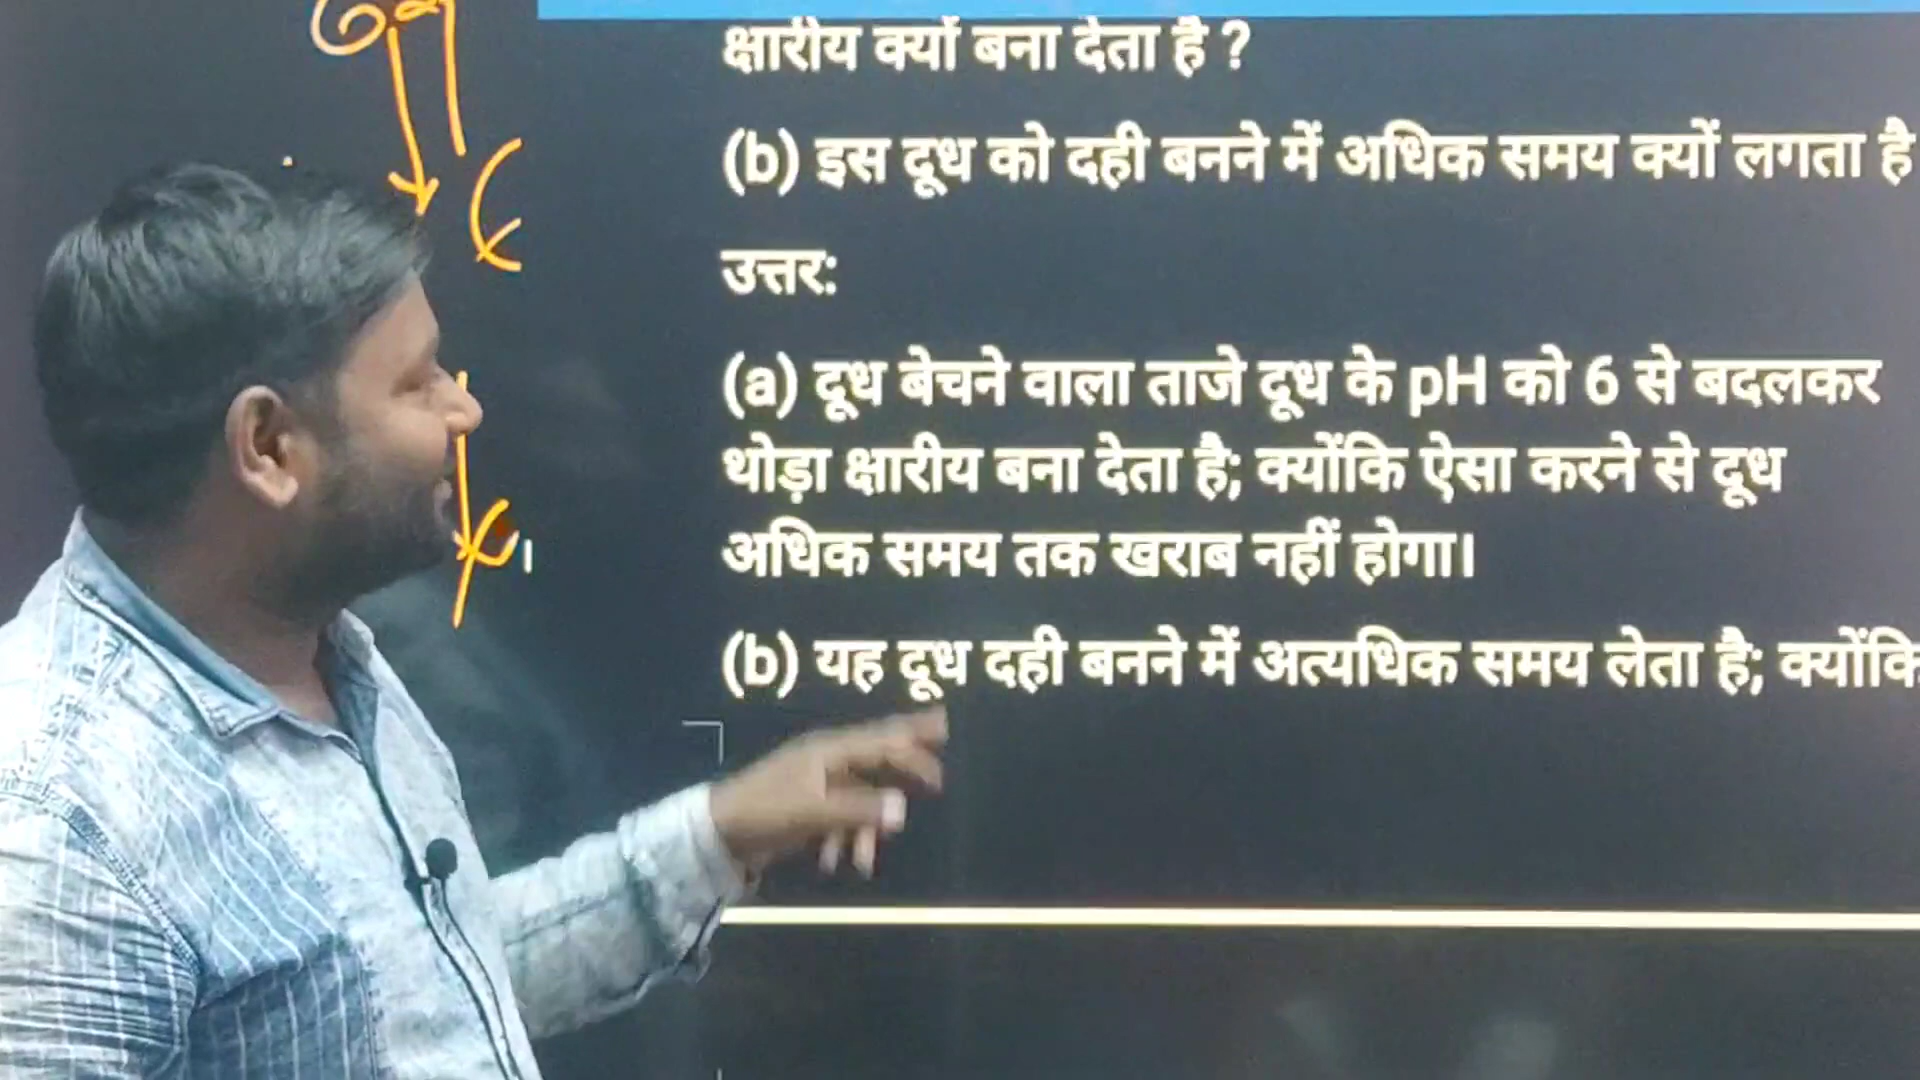 क्षारीय क्यों बना देता है ?
(b) इस दूध को दही बनने में अधिक समय क्यों लगता है
उत्तर:
(a) दूध बेचने वाला ताजे दूध के pH को 6 से बदलकर
थोड़ा क्षारीय बना देता है; क्योंकि ऐसा करने से दूध
अधिक समय तक खराब नहीं होगा।
(b) यह दूध दही बनने में अत्यधिक समय लेता है; क्योंकि